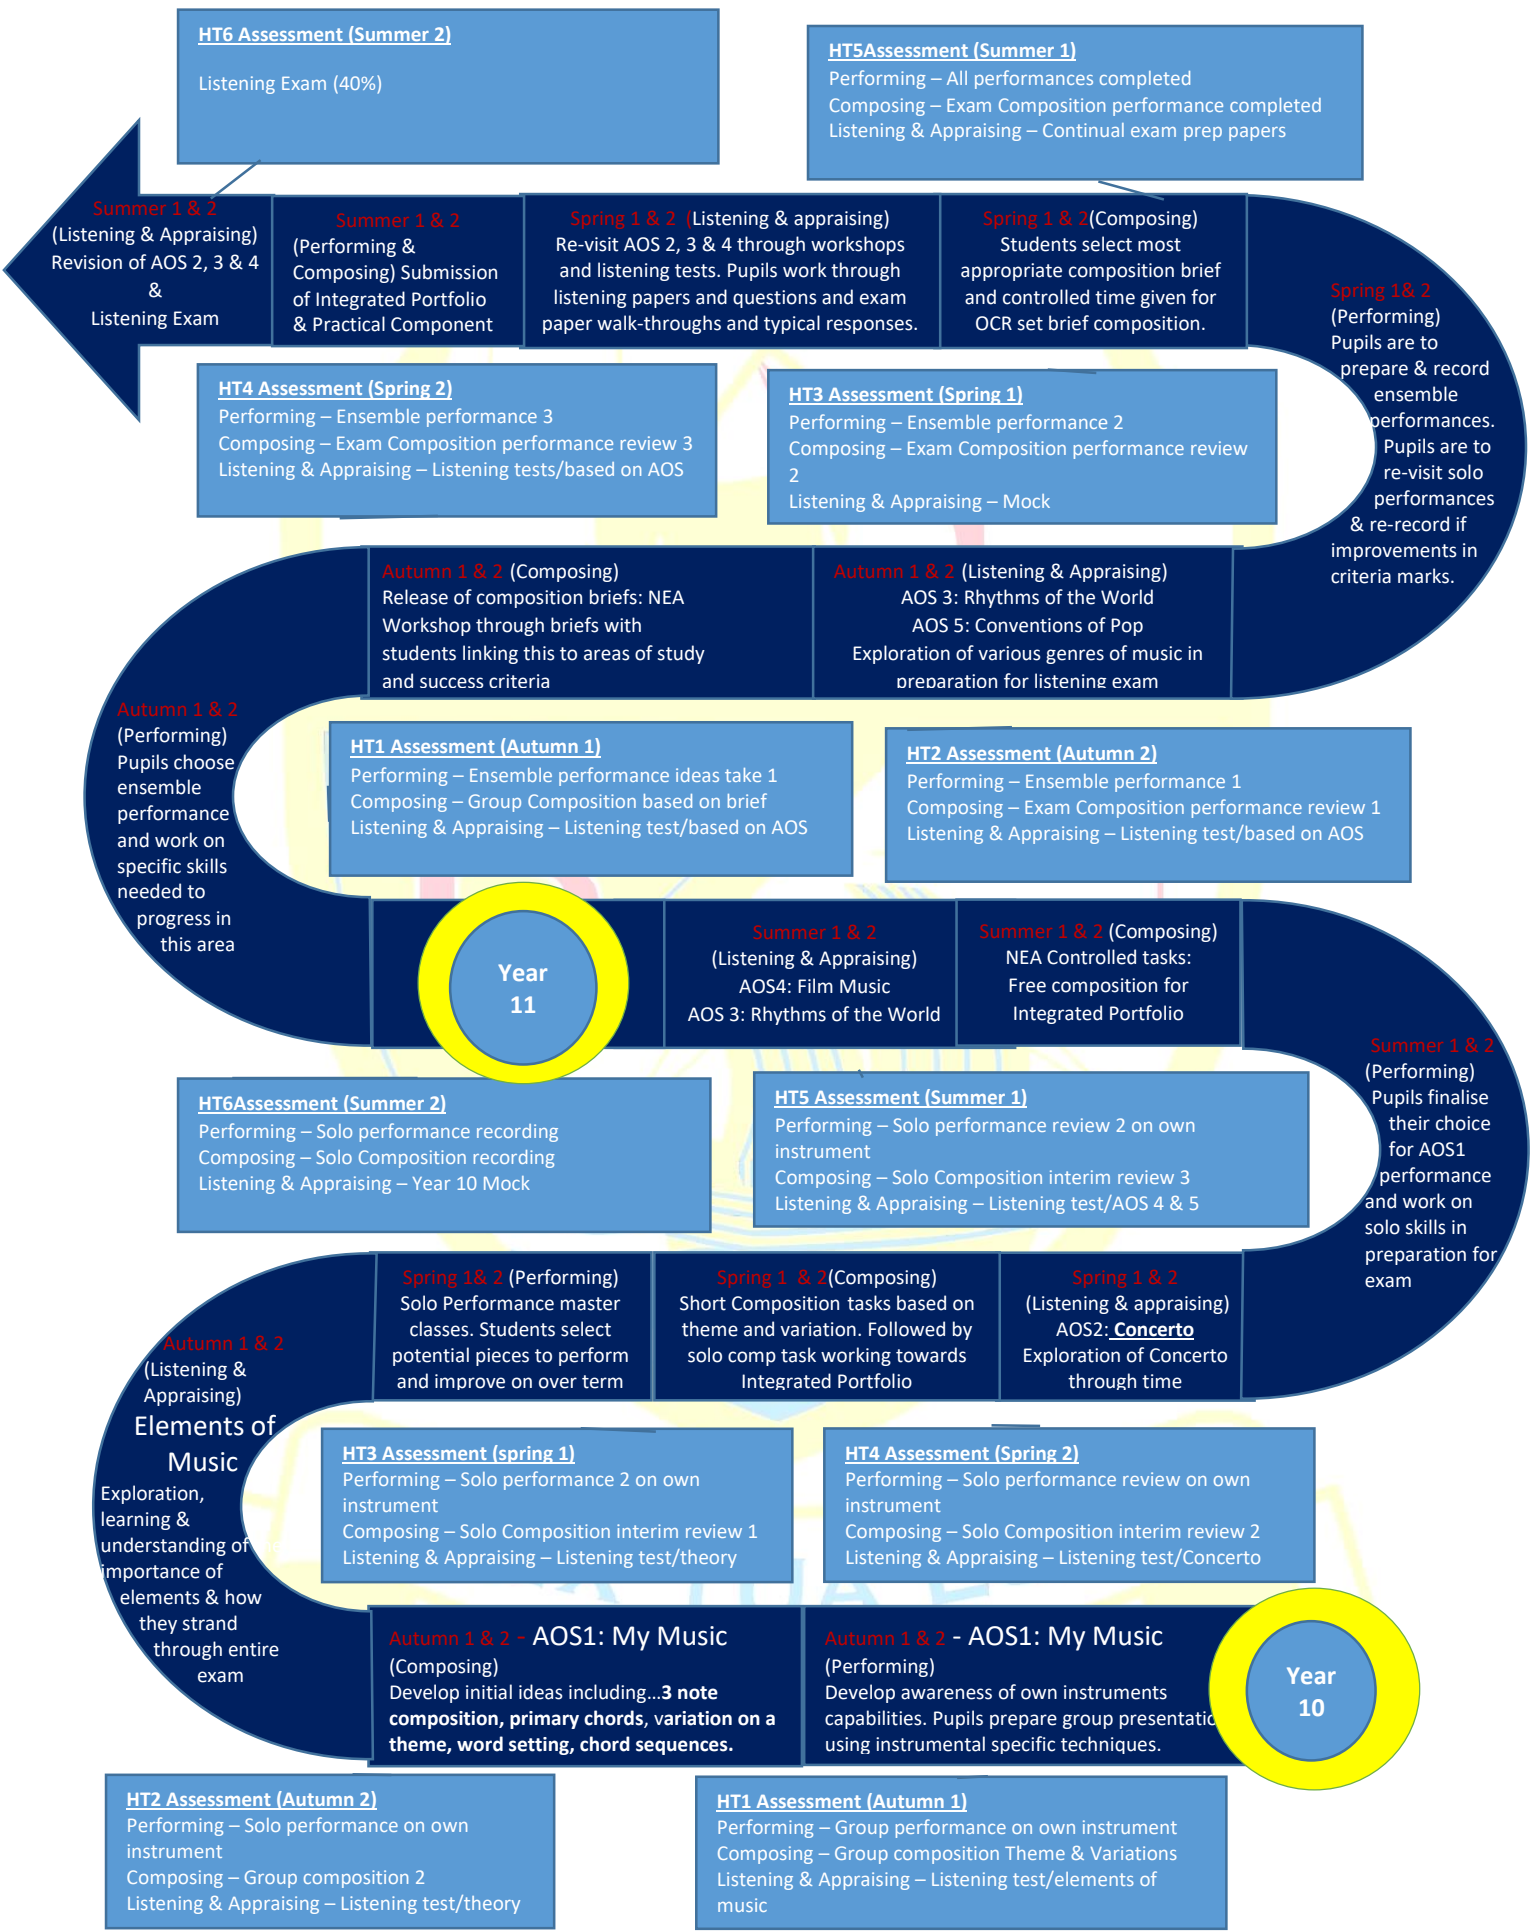 HT6 Assessment (Summer 2)
Listening Exam (40%)
HT5Assessment (Summer 1)
Performing – All performances completed
Composing – Exam Composition performance completed
Listening & Appraising – Continual exam prep papers
Summer 1 & 2
(Listening & Appraising)
Revision of AOS 2, 3 & 4
&
Listening Exam
Summer 1 & 2
(Performing &
Composing) Submission
of Integrated Portfolio
& Practical Component
Spring 1 & 2 (Listening & appraising)
Re-visit AOS 2, 3 & 4 through workshops
and listening tests. Pupils work through
listening papers and questions and exam
paper walk-throughs and typical responses.
Spring 1 & 2(Composing)
Students select most
appropriate composition brief
and controlled time given for
OCR set brief composition.
Spring 1& 2
(Performing)
Pupils are to
prepare & record
ensemble
performances.
Pupils are to
re-visit solo
performances
& re-record if
improvements in
criteria marks.
HT4 Assessment (Spring 2)
Performing – Ensemble performance 3
Composing – Exam Composition performance review 3
Listening & Appraising – Listening tests/based on AOS
HT3 Assessment (Spring 1)
Performing – Ensemble performance 2
Composing – Exam Composition performance review
2
Listening & Appraising – Mock
Autumn 1 & 2 (Composing)
Release of composition briefs: NEA
Workshop through briefs with
students linking this to areas of study
and success criteria
Autumn 1 & 2 (Listening & Appraising)
AOS 3: Rhythms of the World
AOS 5: Conventions of Pop
Exploration of various genres of music in
preparation for listening exam
Autumn 1 & 2
(Performing)
Pupils choose
ensemble
performance
and work on
specific skills
needed to
progress in
this area
HT1 Assessment (Autumn 1)
Performing – Ensemble performance ideas take 1
Composing – Group Composition based on brief
Listening & Appraising – Listening test/based on AOS
HT2 Assessment (Autumn 2)
Performing – Ensemble performance 1
Composing – Exam Composition performance review 1
Listening & Appraising – Listening test/based on AOS
Year
11
Summer 1 & 2
(Listening & Appraising)
AOS4: Film Music
AOS 3: Rhythms of the World
Summer 1 & 2 (Composing)
NEA Controlled tasks:
Free composition for
Integrated Portfolio
Summer 1 & 2
(Performing)
Pupils finalise
their choice
for AOS1
performance
and work on
solo skills in
preparation for
exam
HT6Assessment (Summer 2)
Performing – Solo performance recording
Composing – Solo Composition recording
Listening & Appraising – Year 10 Mock
HT5 Assessment (Summer 1)
Performing – Solo performance review 2 on own
instrument
Composing – Solo Composition interim review 3
Listening & Appraising – Listening test/AOS 4 & 5
Autumn 1 & 2
(Listening &
Appraising)
Elements of
Music
Exploration,
learning &
understanding of
importance of
elements & how
they strand
through entire
exam
Spring 1& 2 (Performing)
Solo Performance master
classes. Students select
potential pieces to perform
and improve on over term
Spring 1 & 2(Composing)
Short Composition tasks based on
theme and variation. Followed by
solo comp task working towards
Integrated Portfolio
Spring 1 & 2
(Listening & appraising)
AOS2: Concerto
Exploration of Concerto
through time
HT3 Assessment (spring 1)
Performing – Solo performance 2 on own
instrument
Composing – Solo Composition interim review 1
Listening & Appraising – Listening test/theory
HT4 Assessment (Spring 2)
Performing – Solo performance review on own
instrument
Composing – Solo Composition interim review 2
Listening & Appraising – Listening test/Concerto
TUA
Autumn 1 & 2 - AOS1: My Music
(Composing)
Develop initial ideas including...3 note
composition, primary chords, variation on a
theme, word setting, chord sequences.
Autumn 1 & 2 - AOS1: My Music
(Performing)
Develop awareness of own instruments
capabilities. Pupils prepare group presentatio
using instrumental specific techniques.
Year
10
HT2 Assessment (Autumn 2)
Performing – Solo performance on own
instrument
Composing – Group composition 2
Listening & Appraising – Listening test/theory
HT1 Assessment (Autumn 1)
Performing – Group performance on own instrument
Composing – Group composition Theme & Variations
Listening & Appraising – Listening test/elements of
music